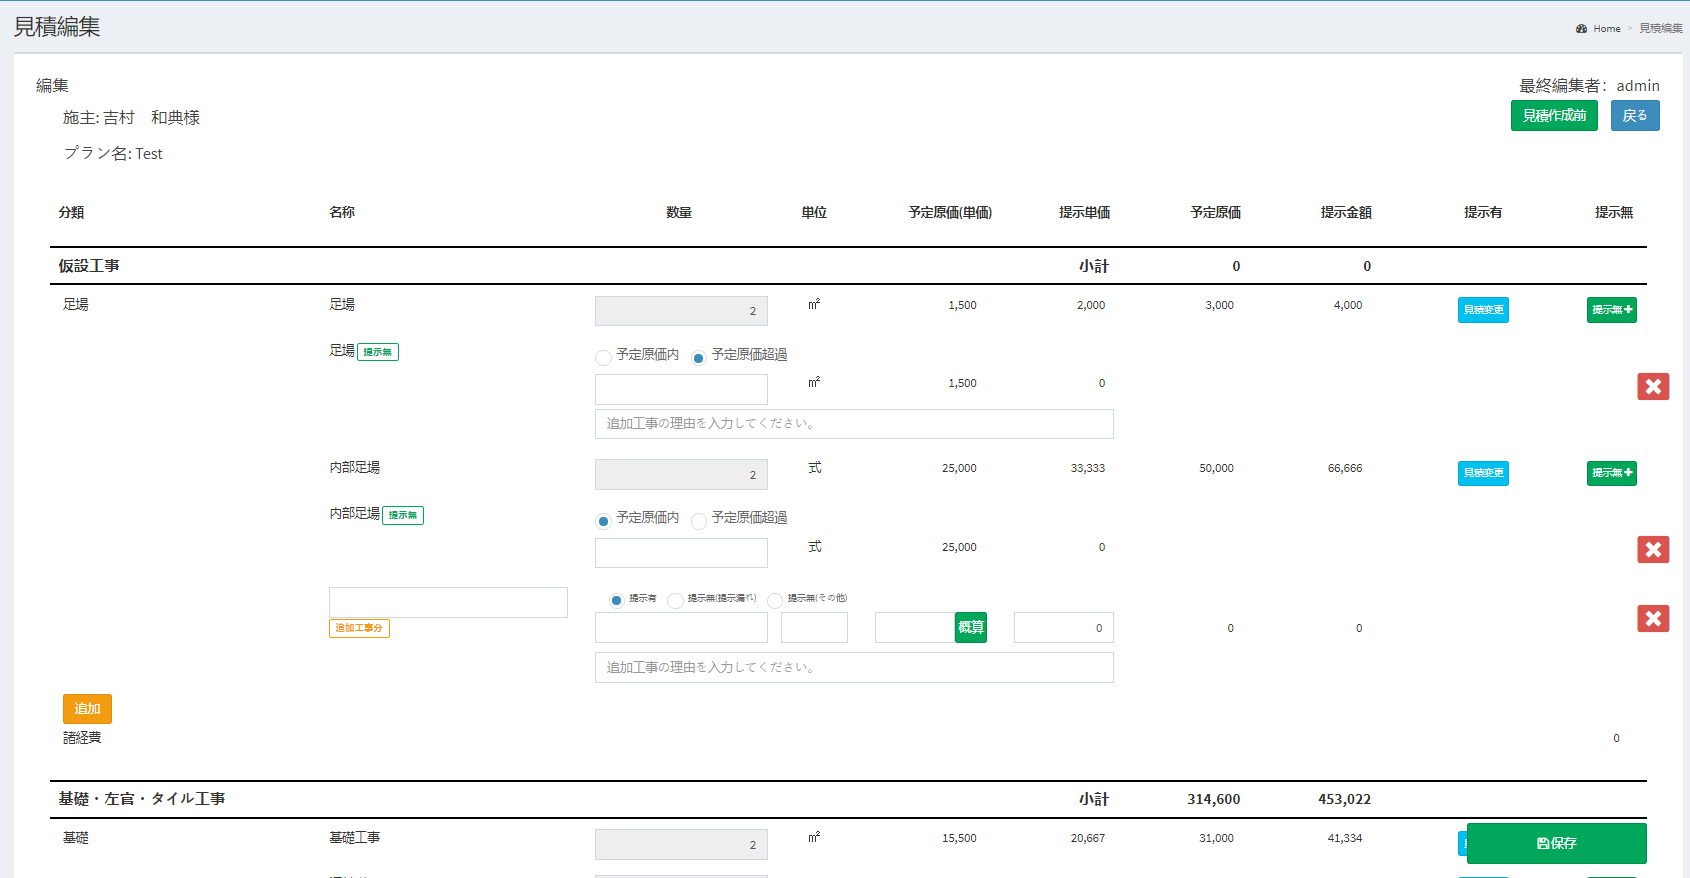 見積編集
Home > 見積編集
編集
最終編集者：admin
施主: 吉村　和典様
見積作成前 戻る
プラン名: Test
分類 名称 数量 単位 予定原価(単価) 提示単価 予定原価 提示金額 提示有 提示無
仮設工事 小計 0 0
足場 足場 2 ㎡ 1,500 2,000 3,000 4,000 見積変更 提示無
足場 提示無 予定原価内 予定原価超過
㎡ 1,500 0
追加工事の理由を入力してください。
内部足場 2 式 25,000 33,333 50,000 66,666 見積変更 提示無
内部足場 提示無 予定原価内 予定原価超過
式 25,000 0
提示有 提示無(提示漏れ) 提示無(その他)
概算 0 0 0
追加工事分
追加工事の理由を入力してください。
追加
諸経費 0
基礎・左官・タイル工事 小計 314,600 453,022
基礎 基礎工事 2 ㎡ 15,500 20,667 31,000 41,334
保存